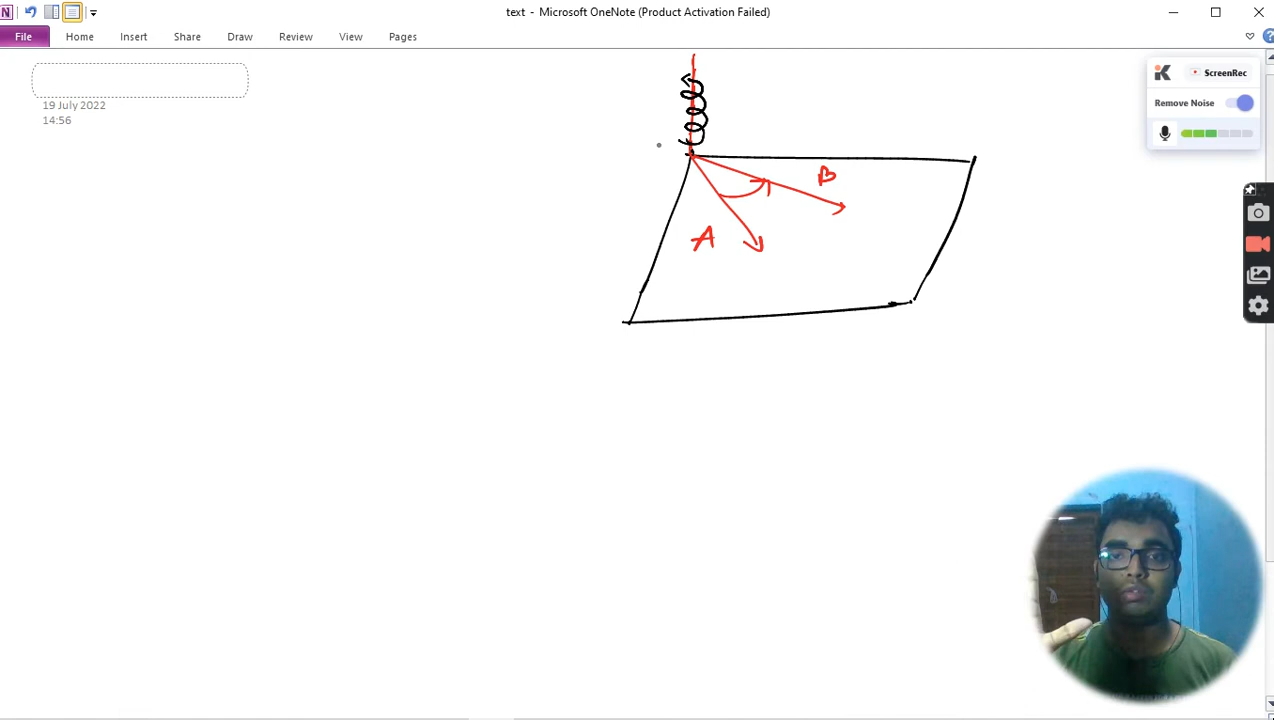 text - Microsoft OneNote (Product Activation Failed)
File Home Insert Share Draw Review View Pages
19 July 2022
14:56
ScreenRec
Remove Noise
B
A